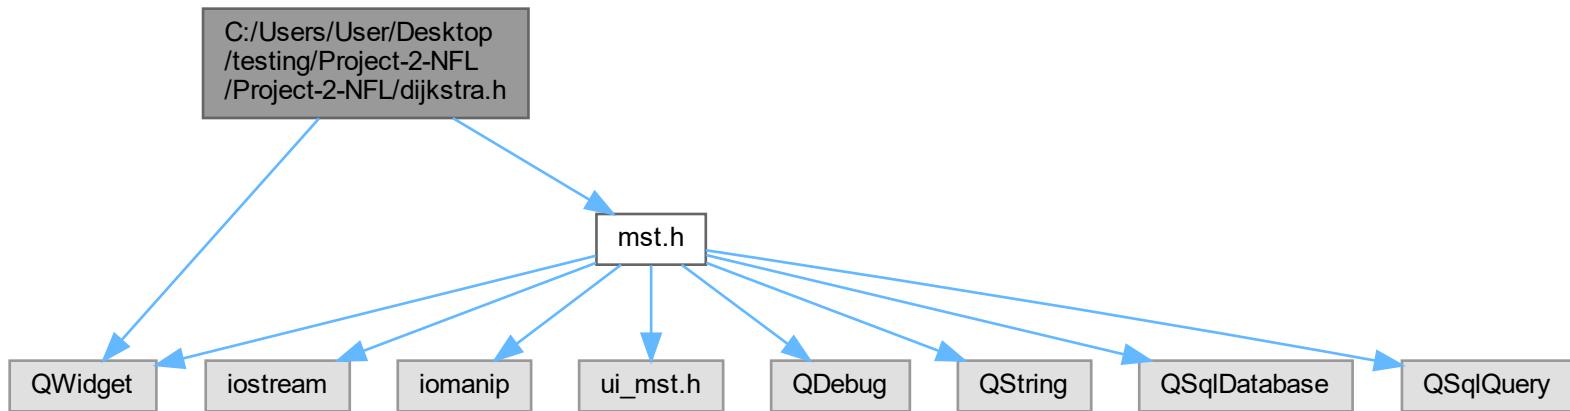 C:/Users/User/Desktop
/testing/Project-2-NFL
/Project-2-NFL/dijkstra.h
mst.h
QWidget
iostream
iomanip
ui_mst.h
QDebug
QString
QSqlDatabase
QSqlQuery